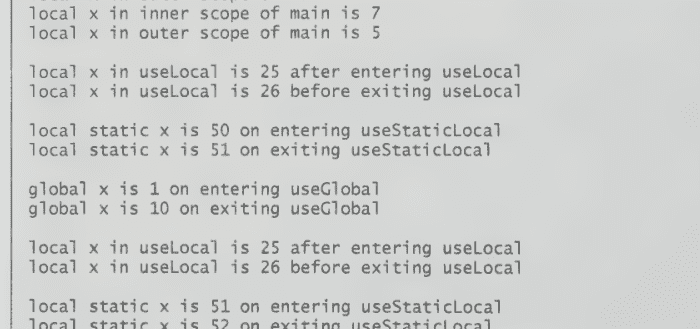 local x in inner scope of main is 7
local x in outer scope of main is 5
local x in useLocal is 25 after entering useLocal
local x in useLocal is 26 before exiting useLocal
local static x is 50 on entering useStaticLocal
local static x is 51 on exiting useStaticLocal
global x is 1 on entering useGlobal
global x is 10 on exiting useGlobal
local x in useLocal is 25 after entering useLocal
local x in useLocal is 26 before exiting useLocal
local static x is 51 on entering useStaticLocal
local static x is 52 on exiting useStaticLocal